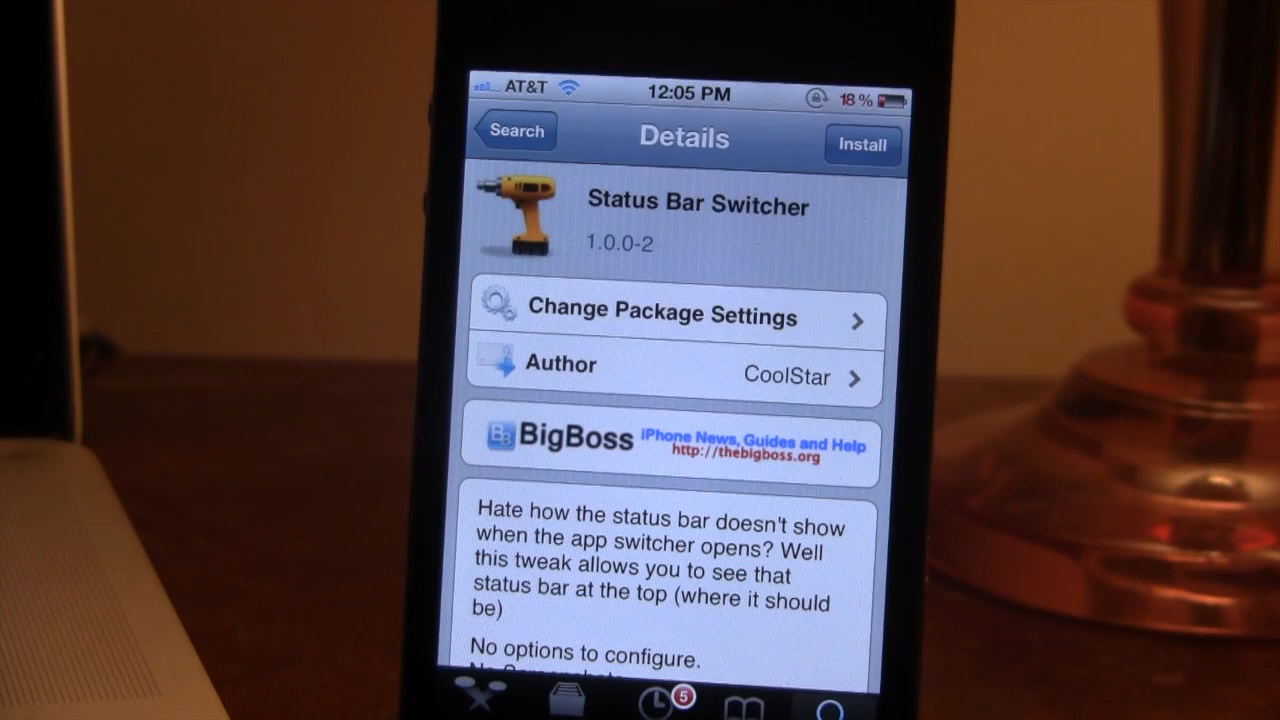 AT&T 12:05 PM 18 %
Search Details Install
Status Bar Switcher
1.0.0-2
Change Package Settings
Author CoolStar
BB BigBoss iPhone News, Guides and Help
http://thebigboss.org
Hate how the status bar doesn't show
when the app switcher opens? Well
this tweak allows you to see that
status bar at the top (where it should
be)
No options to configure.
5